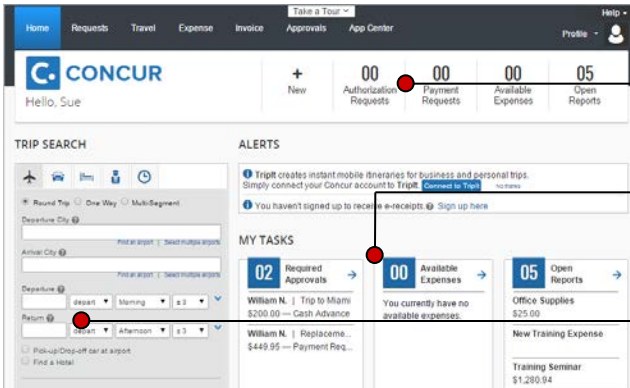 Take a Tour
Help
Home Requests Travel Expense Invoice Approvals App Center
Profile
C. CONCUR
Hello, Sue
+ New
00 Authorization Requests
00 Payment Requests
00 Available Expenses
05 Open Reports
TRIP SEARCH
Round Trip One Way Multi-Segment
Departure City
Find an airport | Select multiple airports
Arrival City
Find an airport | Select multiple airports
Departure
depart Morning ±3
Return
depart Afternoon ±3
Pick-up/Drop-off car at airport
Find a Hotel
ALERTS
TripIt creates instant mobile itineraries for business and personal trips.
Simply connect your Concur account to TripIt. Connect to TripIt no thanks
You haven't signed up to receive e-receipts. Sign up here
MY TASKS
02 Required Approvals
William N. | Trip to Miami
$200.00 — Cash Advance
William N. | Replaceme...
$449.95 — Payment Req...
00 Available Expenses
You currently have no
available expenses.
05 Open Reports
Office Supplies
$25.00
New Training Expense
Training Seminar
$1,280.94